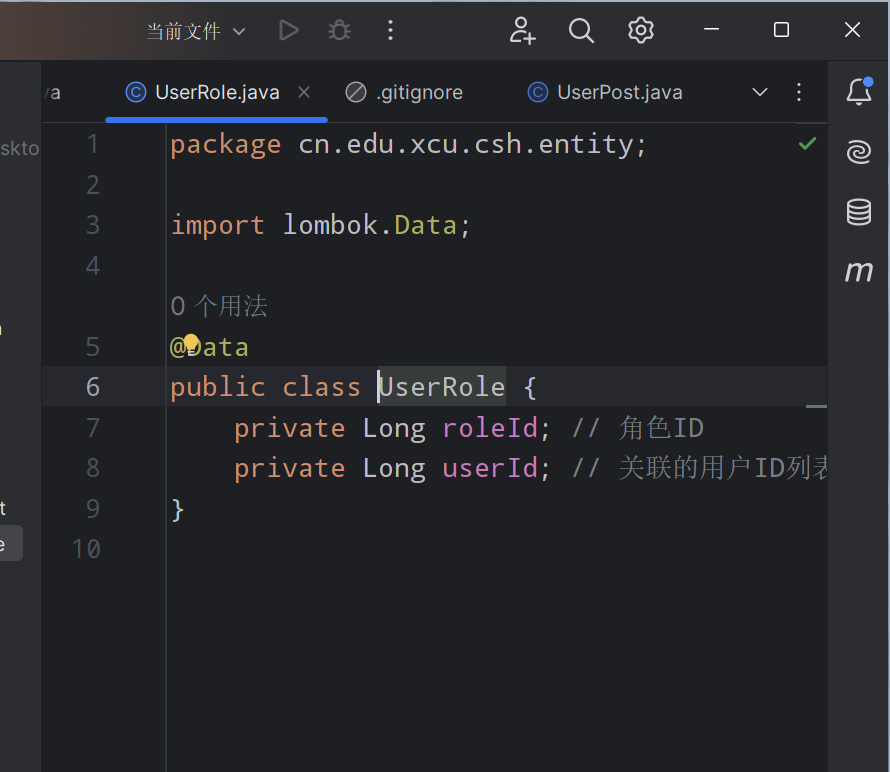 当前文件
va
UserRole.java
.gitignore
UserPost.java
skto
1 package cn.edu.xcu.csh.entity;
2
3 import lombok.Data;
4
0 个用法
5 @Data
6 public class UserRole {
7 private Long roleId; // 角色ID
8 private Long userId; // 关联的用户ID列表
9 }
10
t
e
m